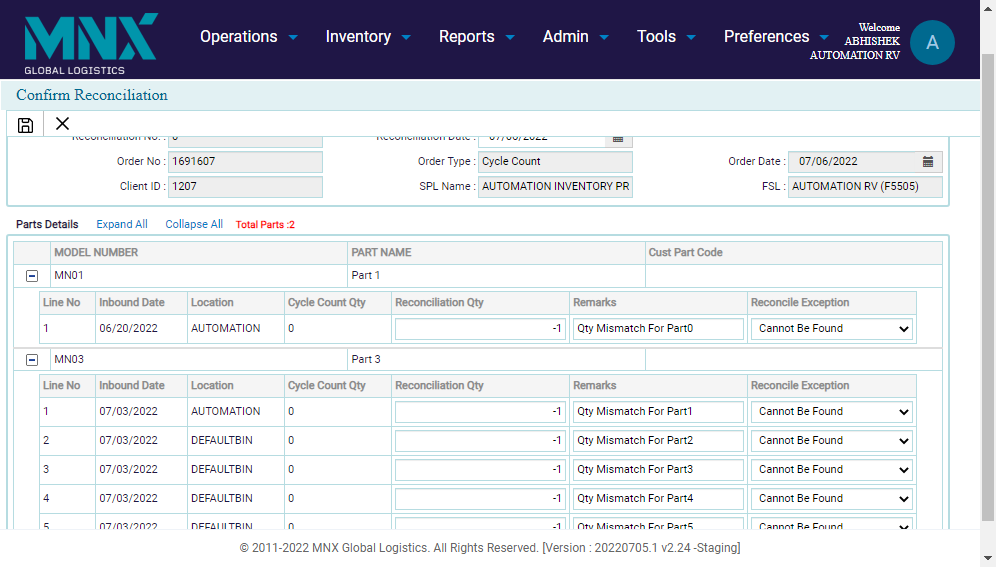 MNX
GLOBAL LOGISTICS
Operations Inventory Reports Admin Tools Preferences
Welcome
ABHISHEK
AUTOMATION RV
A
Confirm Reconciliation
Reconciliation No. : Reconciliation Date : 07/06/2022
Order No : 1691607 Order Type : Cycle Count Order Date : 07/06/2022
Client ID : 1207 SPL Name : AUTOMATION INVENTORY PR FSL : AUTOMATION RV (F5505)
Parts Details Expand All Collapse All Total Parts :2
MODEL NUMBER PART NAME Cust Part Code
MN01 Part 1
Line No Inbound Date Location Cycle Count Qty Reconciliation Qty Remarks Reconcile Exception
1 06/20/2022 AUTOMATION 0 -1 Qty Mismatch For Part0 Cannot Be Found
MN03 Part 3
Line No Inbound Date Location Cycle Count Qty Reconciliation Qty Remarks Reconcile Exception
1 07/03/2022 AUTOMATION 0 -1 Qty Mismatch For Part1 Cannot Be Found
2 07/03/2022 DEFAULTBIN 0 -1 Qty Mismatch For Part2 Cannot Be Found
3 07/03/2022 DEFAULTBIN 0 -1 Qty Mismatch For Part3 Cannot Be Found
4 07/03/2022 DEFAULTBIN 0 -1 Qty Mismatch For Part4 Cannot Be Found
5 07/03/2022 DEFAULTBIN 0 -1 Qty Mismatch For Part5 Cannot Be Found
© 2011-2022 MNX Global Logistics. All Rights Reserved. [Version : 20220705.1 v2.24 -Staging]